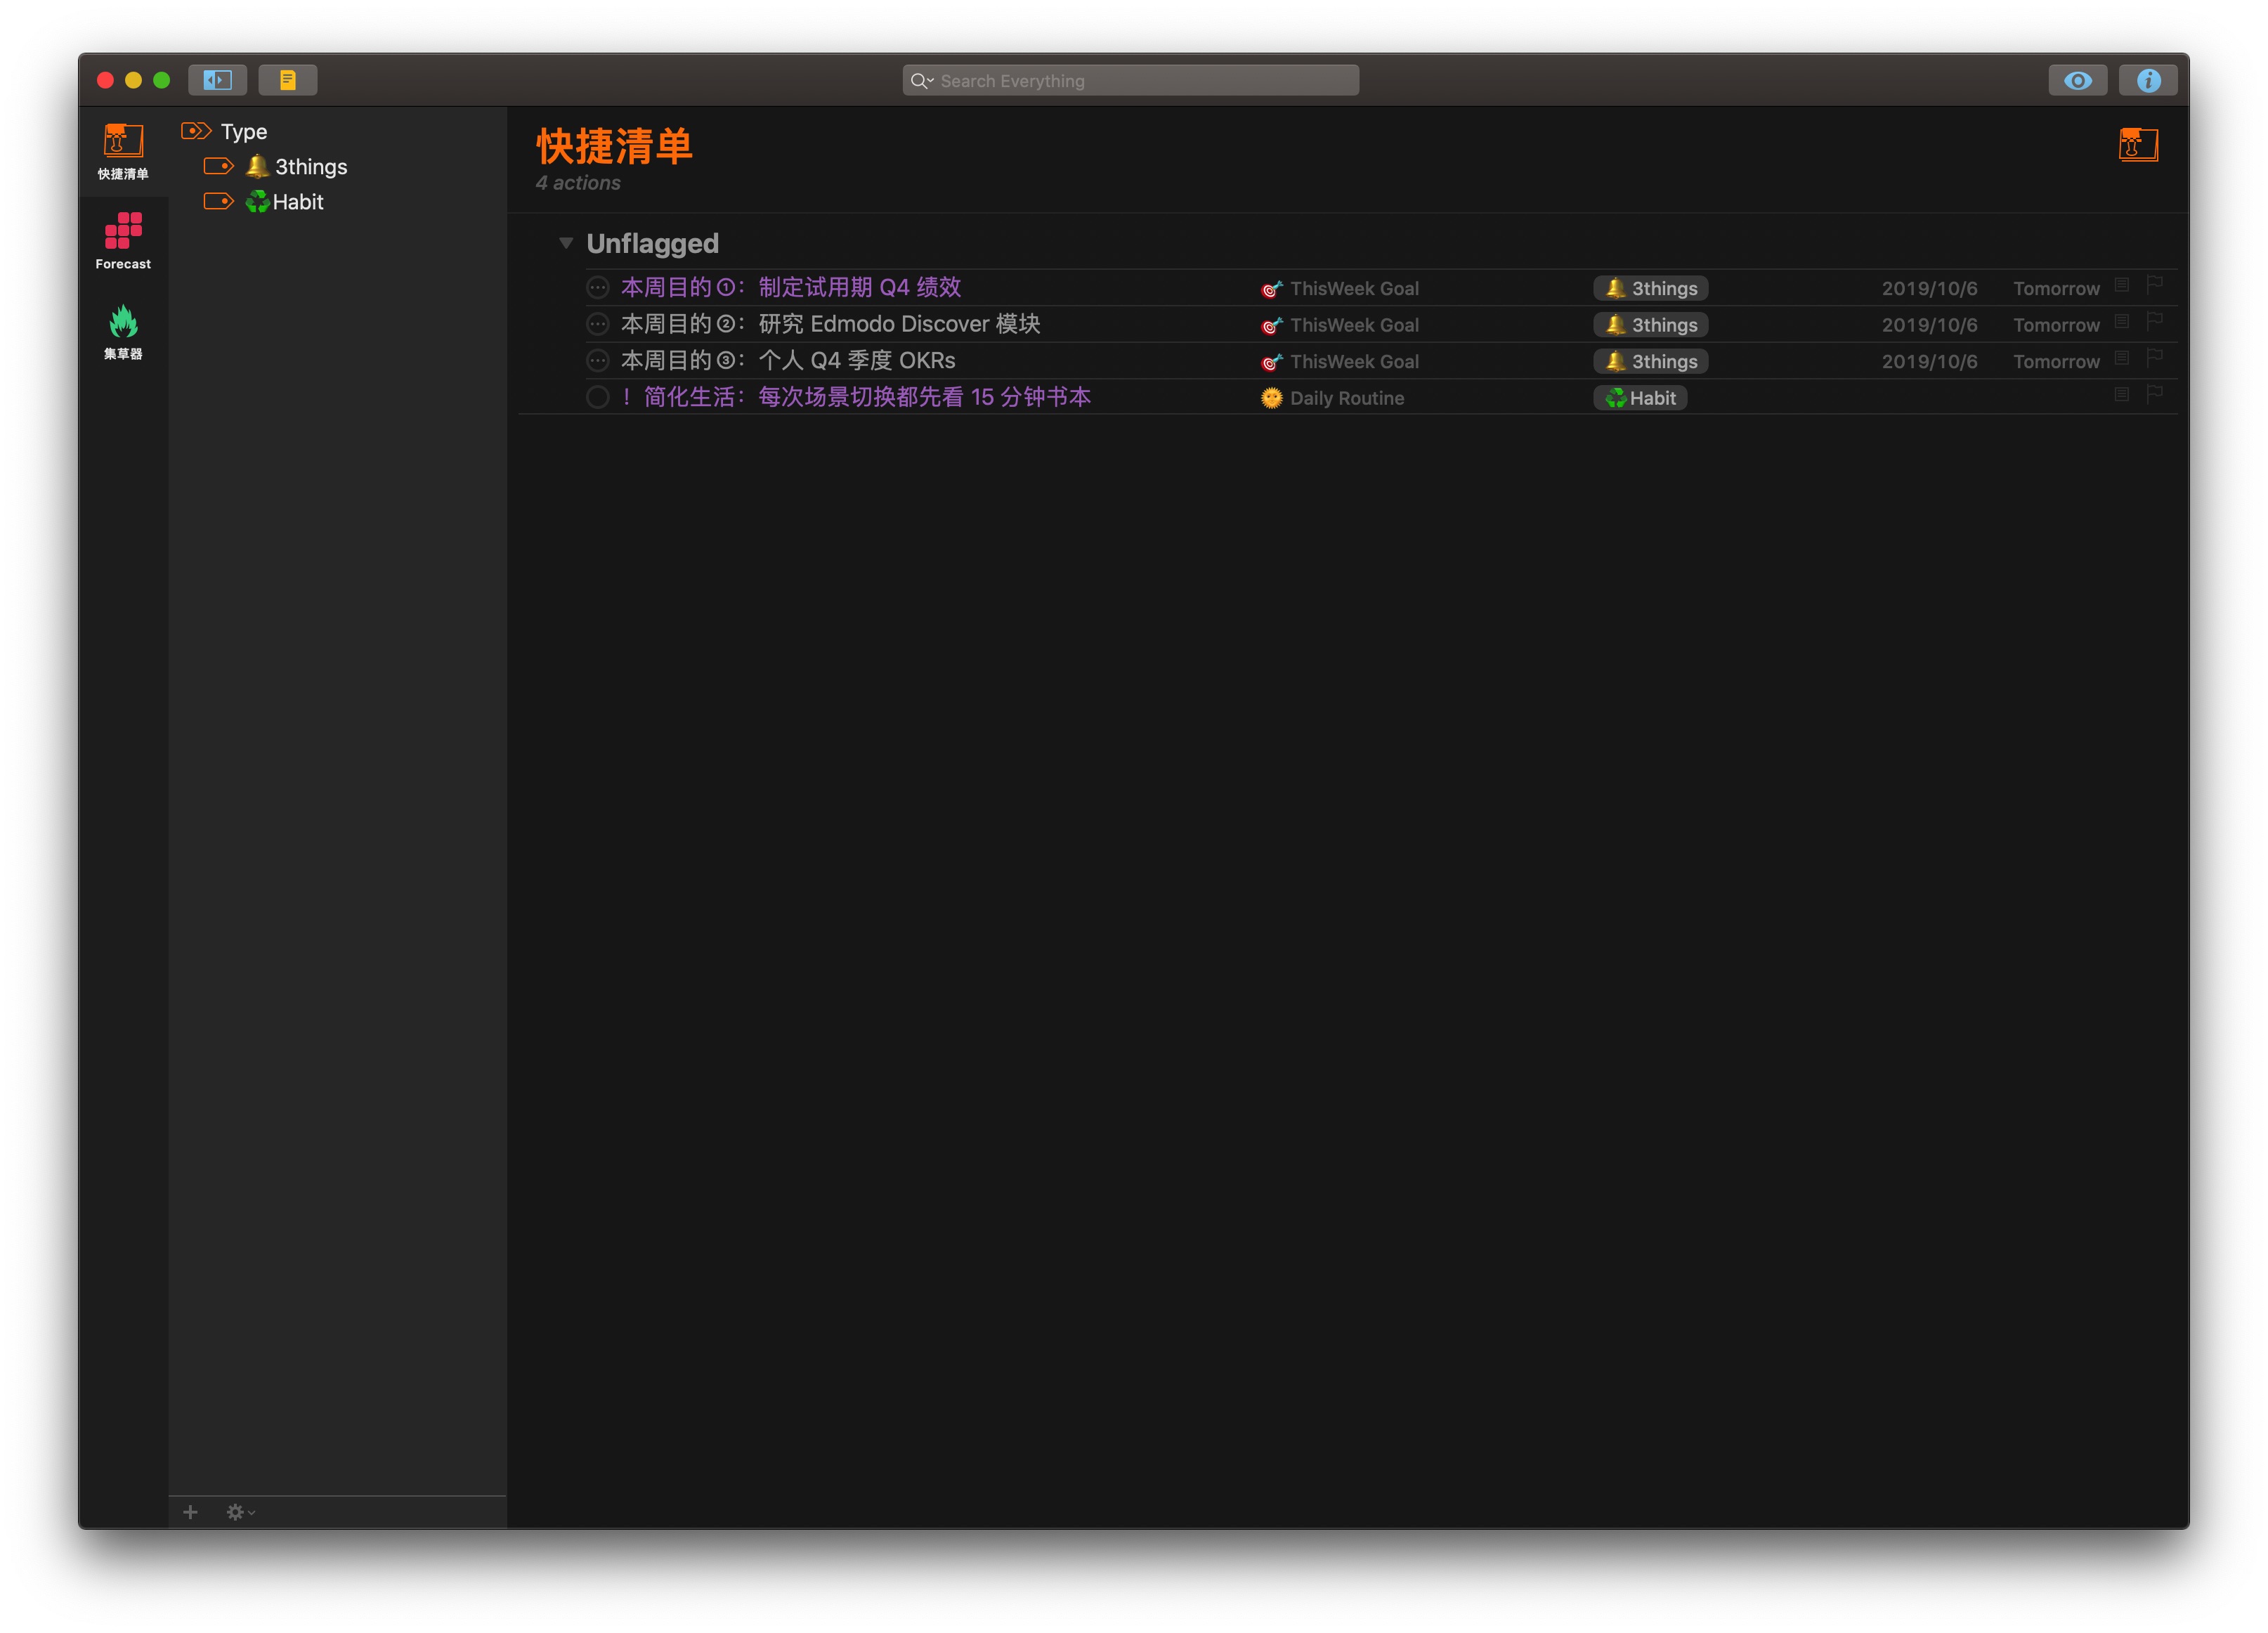 Search Everything
快捷清单
Forecast
集草器
Type
🔔 3things
♻️Habit
快捷清单
4 actions
Unflagged
本周目的①：制定试用期 Q4 绩效 🎯 ThisWeek Goal 🔔 3things 2019/10/6 Tomorrow
本周目的②：研究 Edmodo Discover 模块 🎯 ThisWeek Goal 🔔 3things 2019/10/6 Tomorrow
本周目的③：个人 Q4 季度 OKRs 🎯 ThisWeek Goal 🔔 3things 2019/10/6 Tomorrow
！简化生活：每次场景切换都先看 15 分钟书本 🌞 Daily Routine ♻️Habit